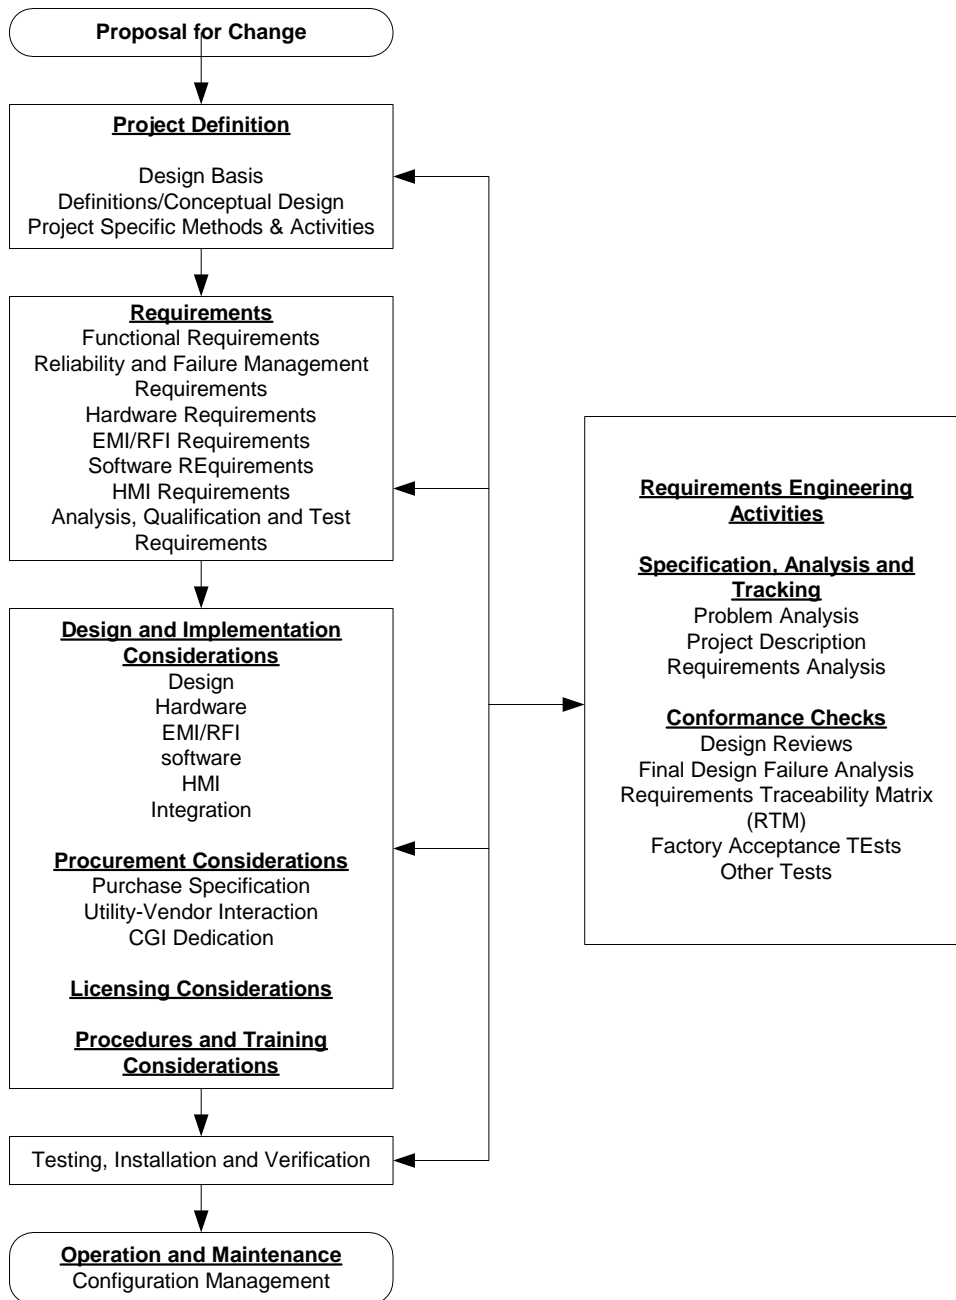 Proposal for Change
Project Definition
Design Basis
Definitions/Conceptual Design
Project Specific Methods & Activities
Requirements
Functional Requirements
Reliability and Failure Management
Requirements
Hardware Requirements
EMI/RFI Requirements
Software REquirements
HMI Requirements
Analysis, Qualification and Test
Requirements
Design and Implementation
Considerations
Design
Hardware
EMI/RFI
software
HMI
Integration
Procurement Considerations
Purchase Specification
Utility-Vendor Interaction
CGI Dedication
Licensing Considerations
Procedures and Training
Considerations
Testing, Installation and Verification
Operation and Maintenance
Configuration Management
Requirements Engineering
Activities
Specification, Analysis and
Tracking
Problem Analysis
Project Description
Requirements Analysis
Conformance Checks
Design Reviews
Final Design Failure Analysis
Requirements Traceability Matrix
(RTM)
Factory Acceptance TEsts
Other Tests